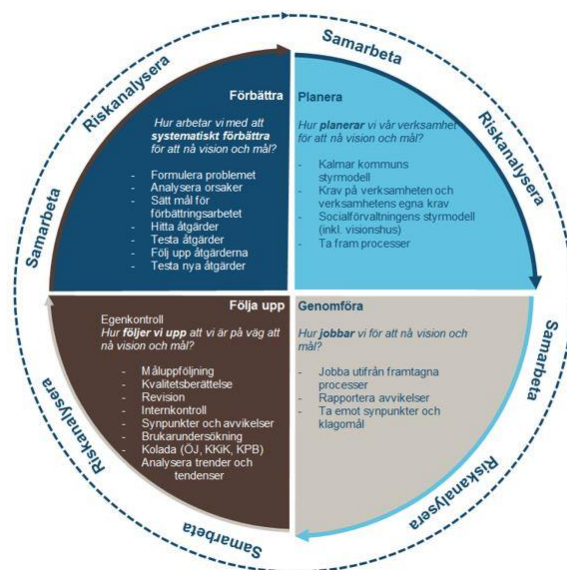 Samarbeta
Riskanalysera
Samarbeta
Riskanalysera
Samarbeta
Riskanalysera
Samarbeta
Riskanalysera
Förbättra
Hur arbetar vi med att
systematiskt förbättra
för att nå vision och mål?
- Formulera problemet
- Analysera orsaker
- Sätt mål för
förbättringsarbetet
- Hitta åtgärder
- Testa åtgärder
- Följ upp åtgärderna
- Testa nya åtgärder
Planera
Hur planerar vi vår verksamhet
för att nå vision och mål?
- Kalmar kommuns
styrmodell
- Krav på verksamheten och
verksamhetens egna krav
- Socialförvaltningens styrmodell
(inkl. visionshus)
- Ta fram processer
Följa upp
Egenkontroll
Hur följer vi upp att vi är på väg att
nå vision och mål?
- Måluppföljning
- Kvalitetsberättelse
- Revision
- Internkontroll
- Synpunkter och avvikelser
- Brukarundersökning
- Kolada (ÖJ, KKiK, KPB)
- Analysera trender och
tendenser
Genomföra
Hur jobbar vi för att nå vision och
mål?
- Jobba utifrån framtagna
processer
- Rapportera avvikelser
- Ta emot synpunkter och
klagomål